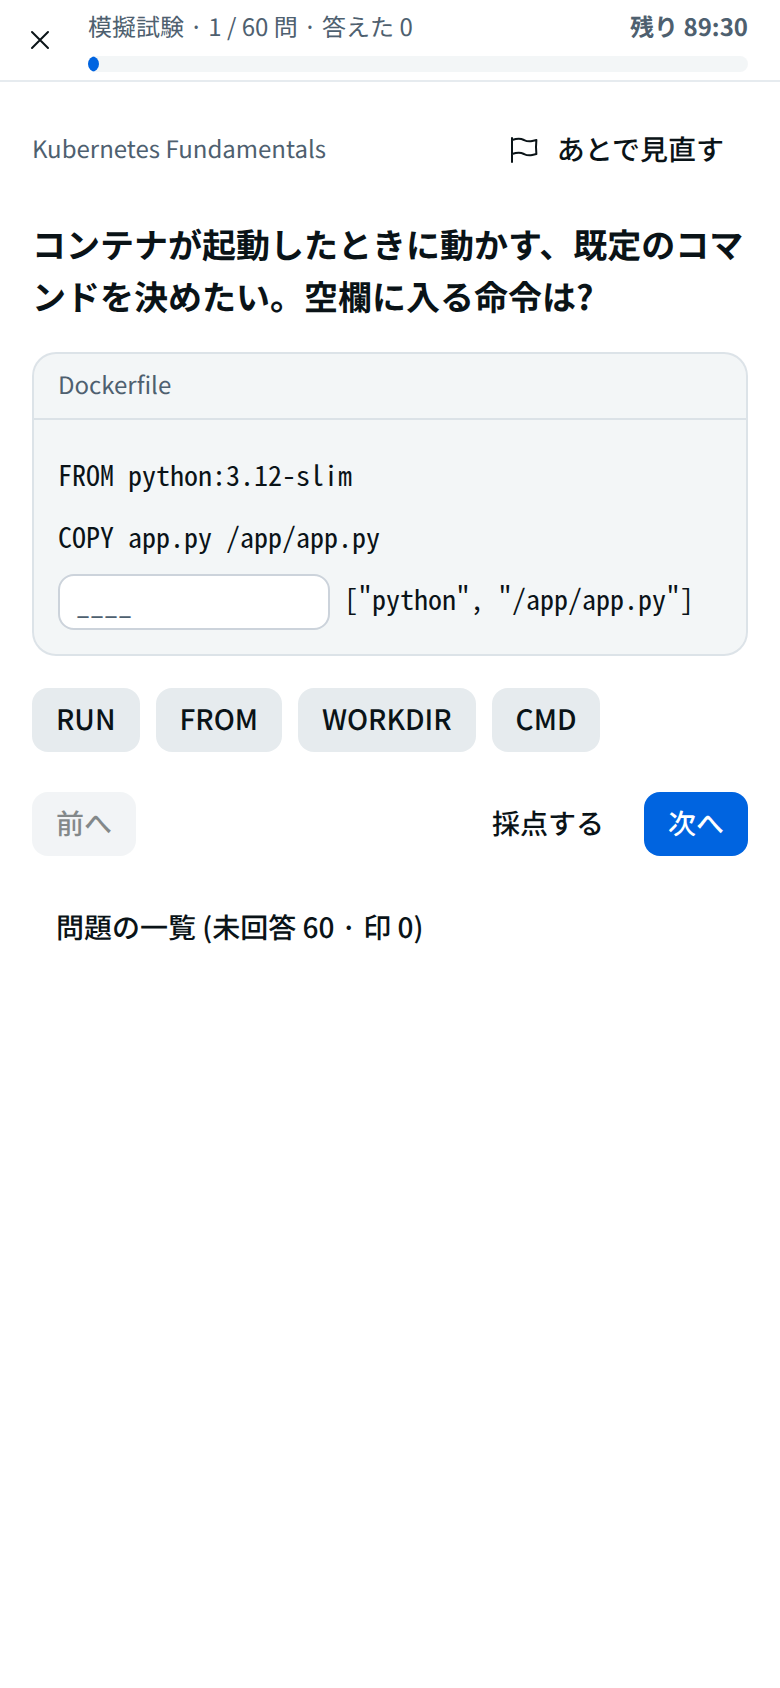 模擬試験 · 1 / 60 問 · 答えた 0
残り 89:30
Kubernetes Fundamentals
あとで見直す
コンテナが起動したときに動かす、既定のコマ
ンドを決めたい。空欄に入る命令は?
Dockerfile
FROM python:3.12-slim
COPY app.py /app/app.py
____ ["python", "/app/app.py"]
RUN FROM WORKDIR CMD
前へ 採点する 次へ
問題の一覧 (未回答 60 · 印 0)